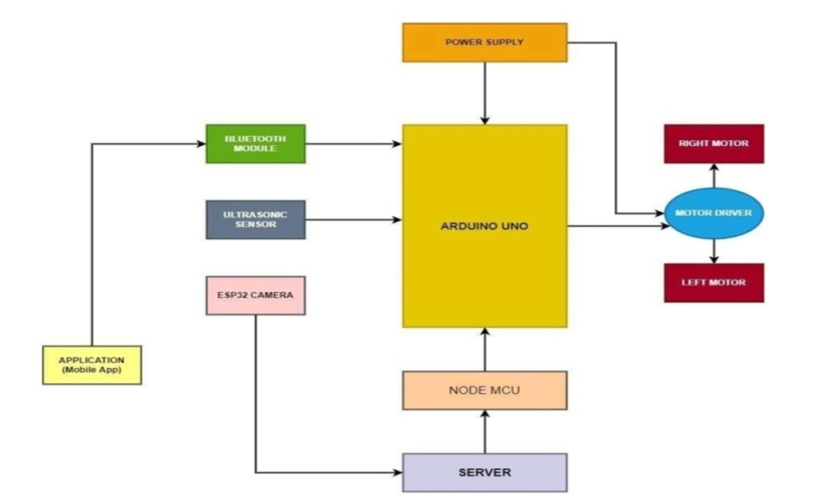 POWER SUPPLY
BLUETOOTH
MODULE
RIGHT MOTOR
ULTRASONIC
SENSOR
MOTOR DRIVER
ARDUINO UNO
ESP32 CAMERA
LEFT MOTOR
APPLICATION
(Mobile App)
NODE MCU
SERVER